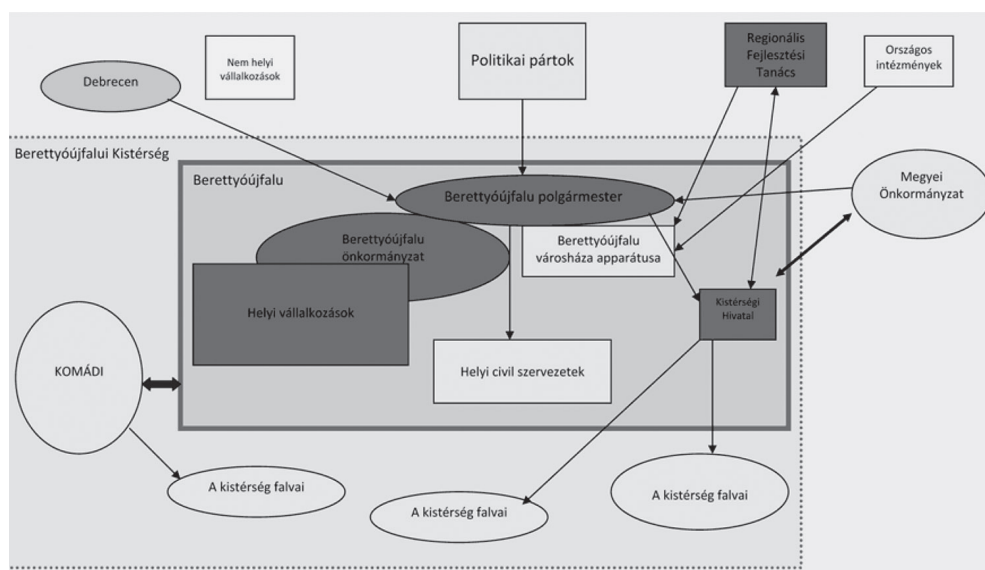 Debrecen
Nem helyi
vállalkozások
Politikai pártok
Regionális
Fejlesztési
Tanács
Országos
intézmények
Berettyóújfalui Kistérség
Berettyóújfalu
Berettyóújfalu polgármester
Megyei
Önkormányzat
Berettyóújfalu
önkormányzat
Berettyóújfalu
városháza apparátusa
Helyi vállalkozások
Kistérségi
Hivatal
KOMÁDI
Helyi civil szervezetek
A kistérség falvai
A kistérség falvai
A kistérség falvai